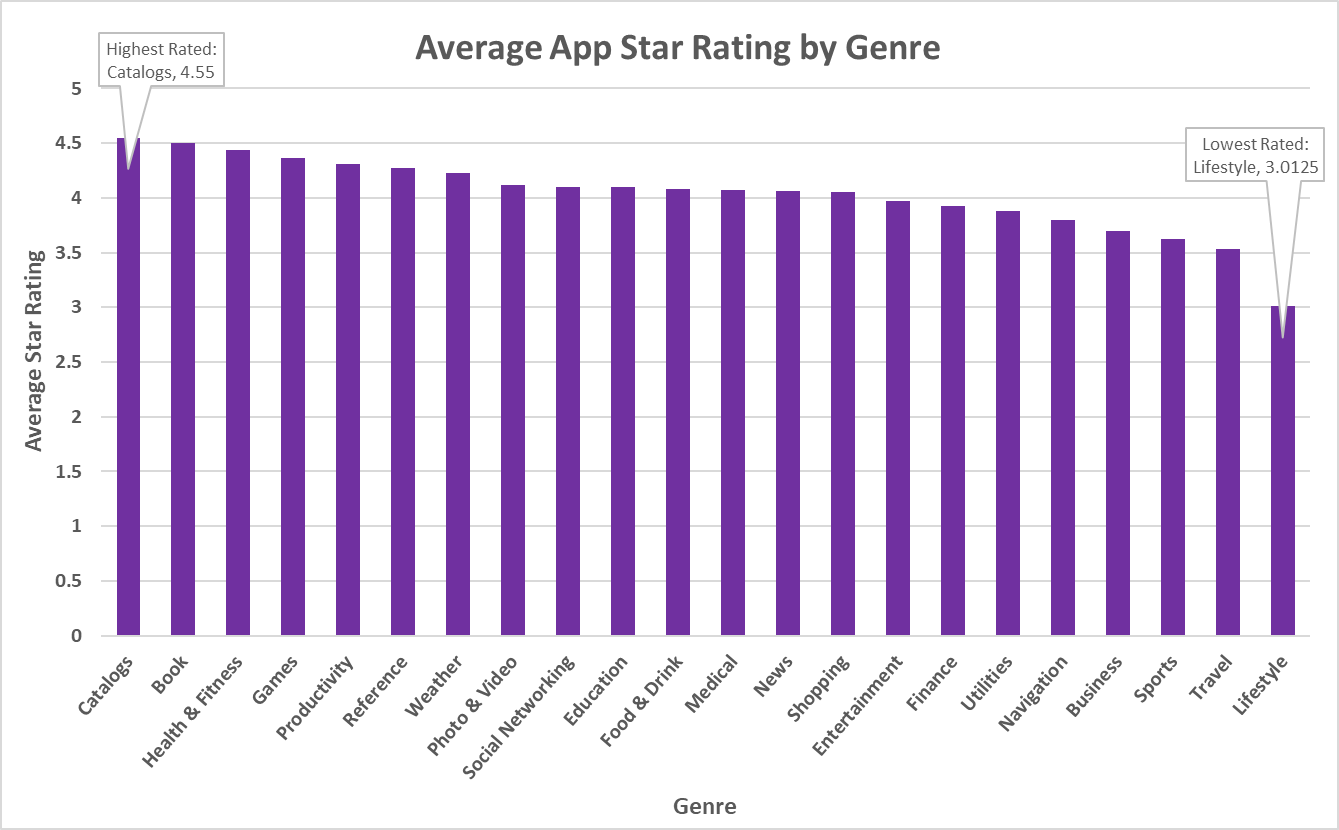 Average App Star Rating by Genre
Highest Rated:
Catalogs, 4.55
Lowest Rated:
Lifestyle, 3.0125
Average Star Rating
5
4.5
4
3.5
3
2.5
2
1.5
1
0.5
0
Catalogs
Book
Health & Fitness
Games
Productivity
Reference
Weather
Photo & Video
Social Networking
Education
Food & Drink
Medical
News
Shopping
Entertainment
Finance
Utilities
Navigation
Business
Sports
Travel
Lifestyle
Genre